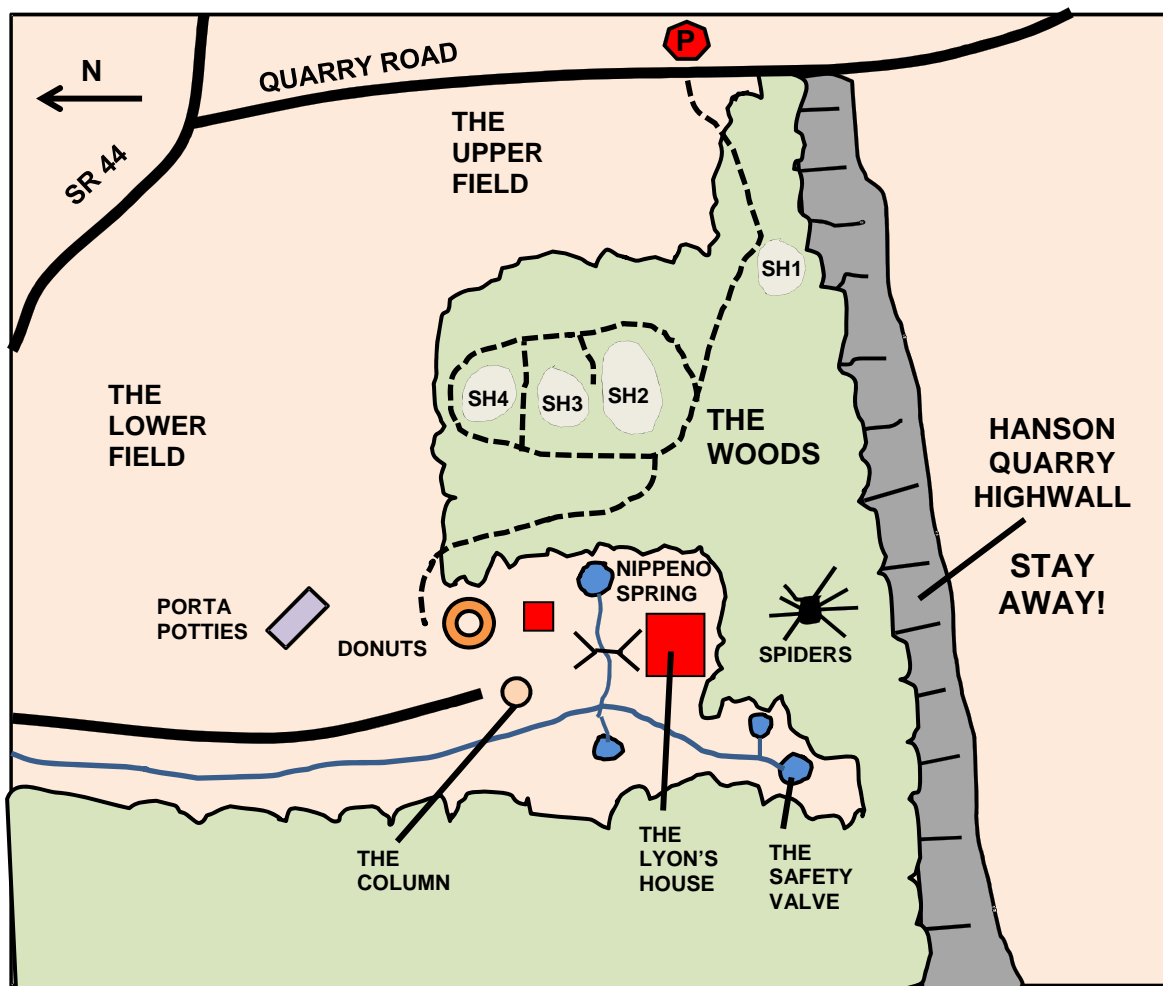 P
N
QUARRY ROAD
SR 44
THE
UPPER
FIELD
SH1
SH4
SH3
SH2
THE
LOWER
FIELD
THE
WOODS
HANSON
QUARRY
HIGHWALL
STAY
AWAY!
NIPPENO
SPRING
PORTA
POTTIES
DONUTS
SPIDERS
THE
COLUMN
THE
LYON'S
HOUSE
THE
SAFETY
VALVE